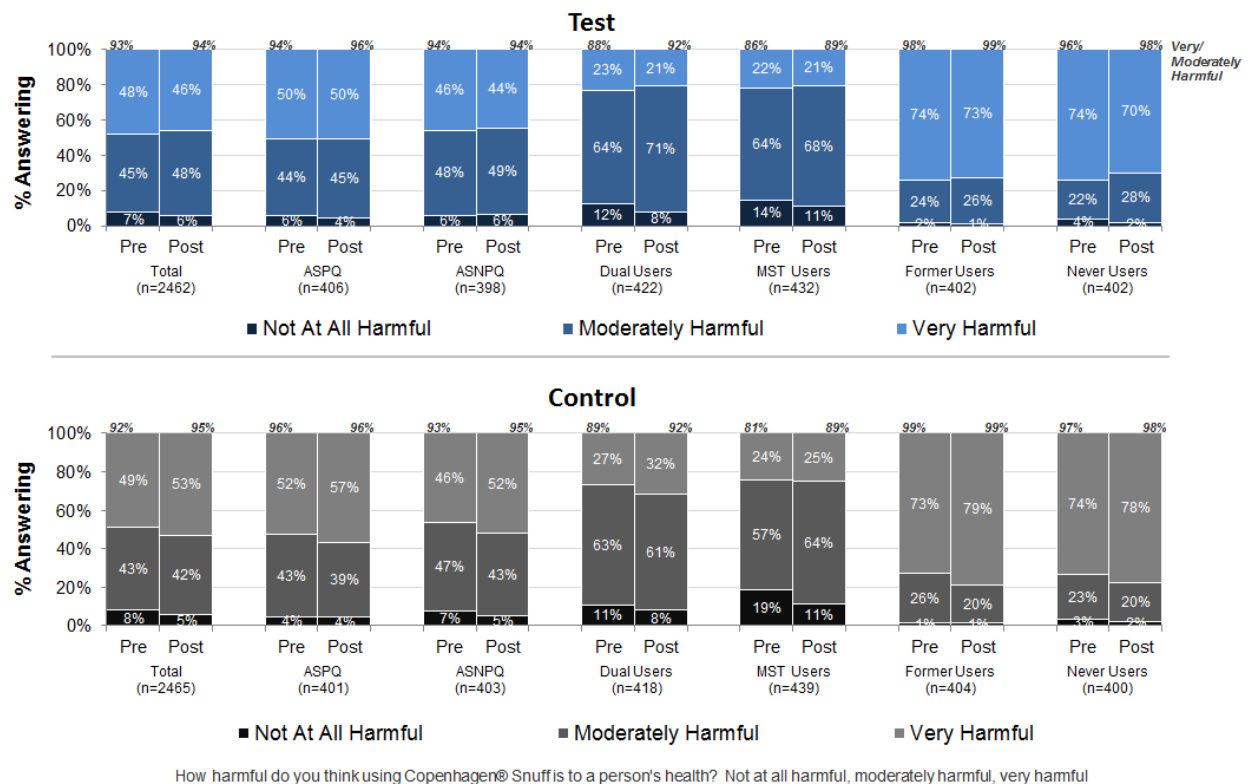 Test
93% 94% 94% 96% 94% 94% 88% 92% 86% 89% 98% 99% 96% 98% Very/
Moderately
Harmful
% Answering
100%
80%
60%
40%
20%
0%
48% 46% 50% 50% 46% 44% 23% 21% 22% 21% 74% 73% 74% 70%
45% 48% 44% 45% 48% 49% 64% 71% 64% 68% 24% 26% 22% 28%
7% 6% 6% 4% 6% 6% 12% 8% 14% 11% 2% 1% 4% 2%
Pre Post Pre Post Pre Post Pre Post Pre Post Pre Post Pre Post
Total ASPQ ASNPQ Dual Users MST Users Former Users Never Users
(n=2462) (n=406) (n=398) (n=422) (n=432) (n=402) (n=402)
Not At All Harmful Moderately Harmful Very Harmful
Control
92% 95% 96% 96% 93% 95% 89% 92% 81% 89% 99% 99% 97% 98%
% Answering
100%
80%
60%
40%
20%
0%
49% 53% 52% 57% 46% 52% 27% 32% 24% 25% 73% 79% 74% 78%
43% 42% 43% 39% 47% 43% 63% 61% 57% 64% 26% 20% 23% 20%
8% 5% 4% 4% 7% 5% 11% 8% 19% 11% 1% 1% 3% 2%
Pre Post Pre Post Pre Post Pre Post Pre Post Pre Post Pre Post
Total ASPQ ASNPQ Dual Users MST Users Former Users Never Users
(n=2465) (n=401) (n=403) (n=418) (n=439) (n=404) (n=400)
Not At All Harmful Moderately Harmful Very Harmful
How harmful do you think using Copenhagen® Snuff is to a person's health? Not at all harmful, moderately harmful, very harmful